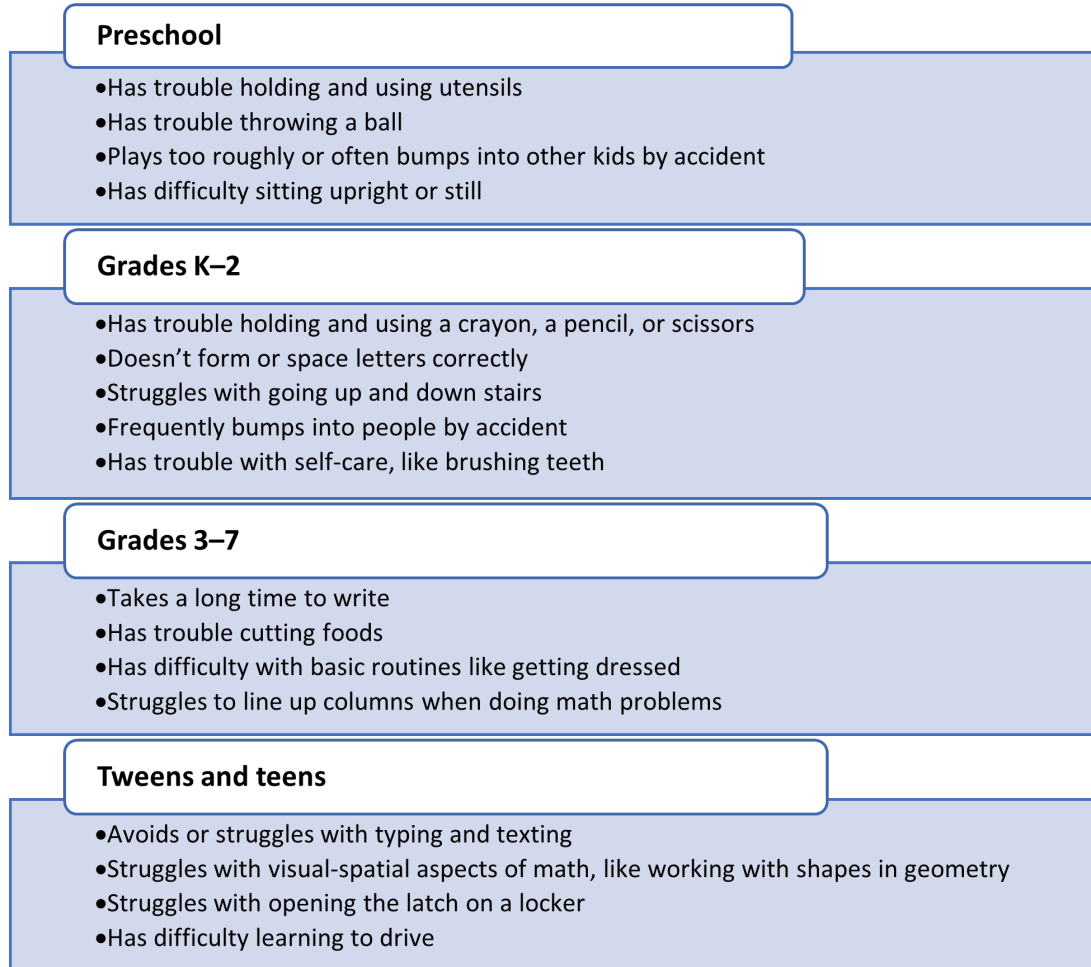 Preschool
•Has trouble holding and using utensils
•Has trouble throwing a ball
•Plays too roughly or often bumps into other kids by accident
•Has difficulty sitting upright or still
Grades K–2
•Has trouble holding and using a crayon, a pencil, or scissors
•Doesn’t form or space letters correctly
•Struggles with going up and down stairs
•Frequently bumps into people by accident
•Has trouble with self-care, like brushing teeth
Grades 3–7
•Takes a long time to write
•Has trouble cutting foods
•Has difficulty with basic routines like getting dressed
•Struggles to line up columns when doing math problems
Tweens and teens
•Avoids or struggles with typing and texting
•Struggles with visual-spatial aspects of math, like working with shapes in geometry
•Struggles with opening the latch on a locker
•Has difficulty learning to drive